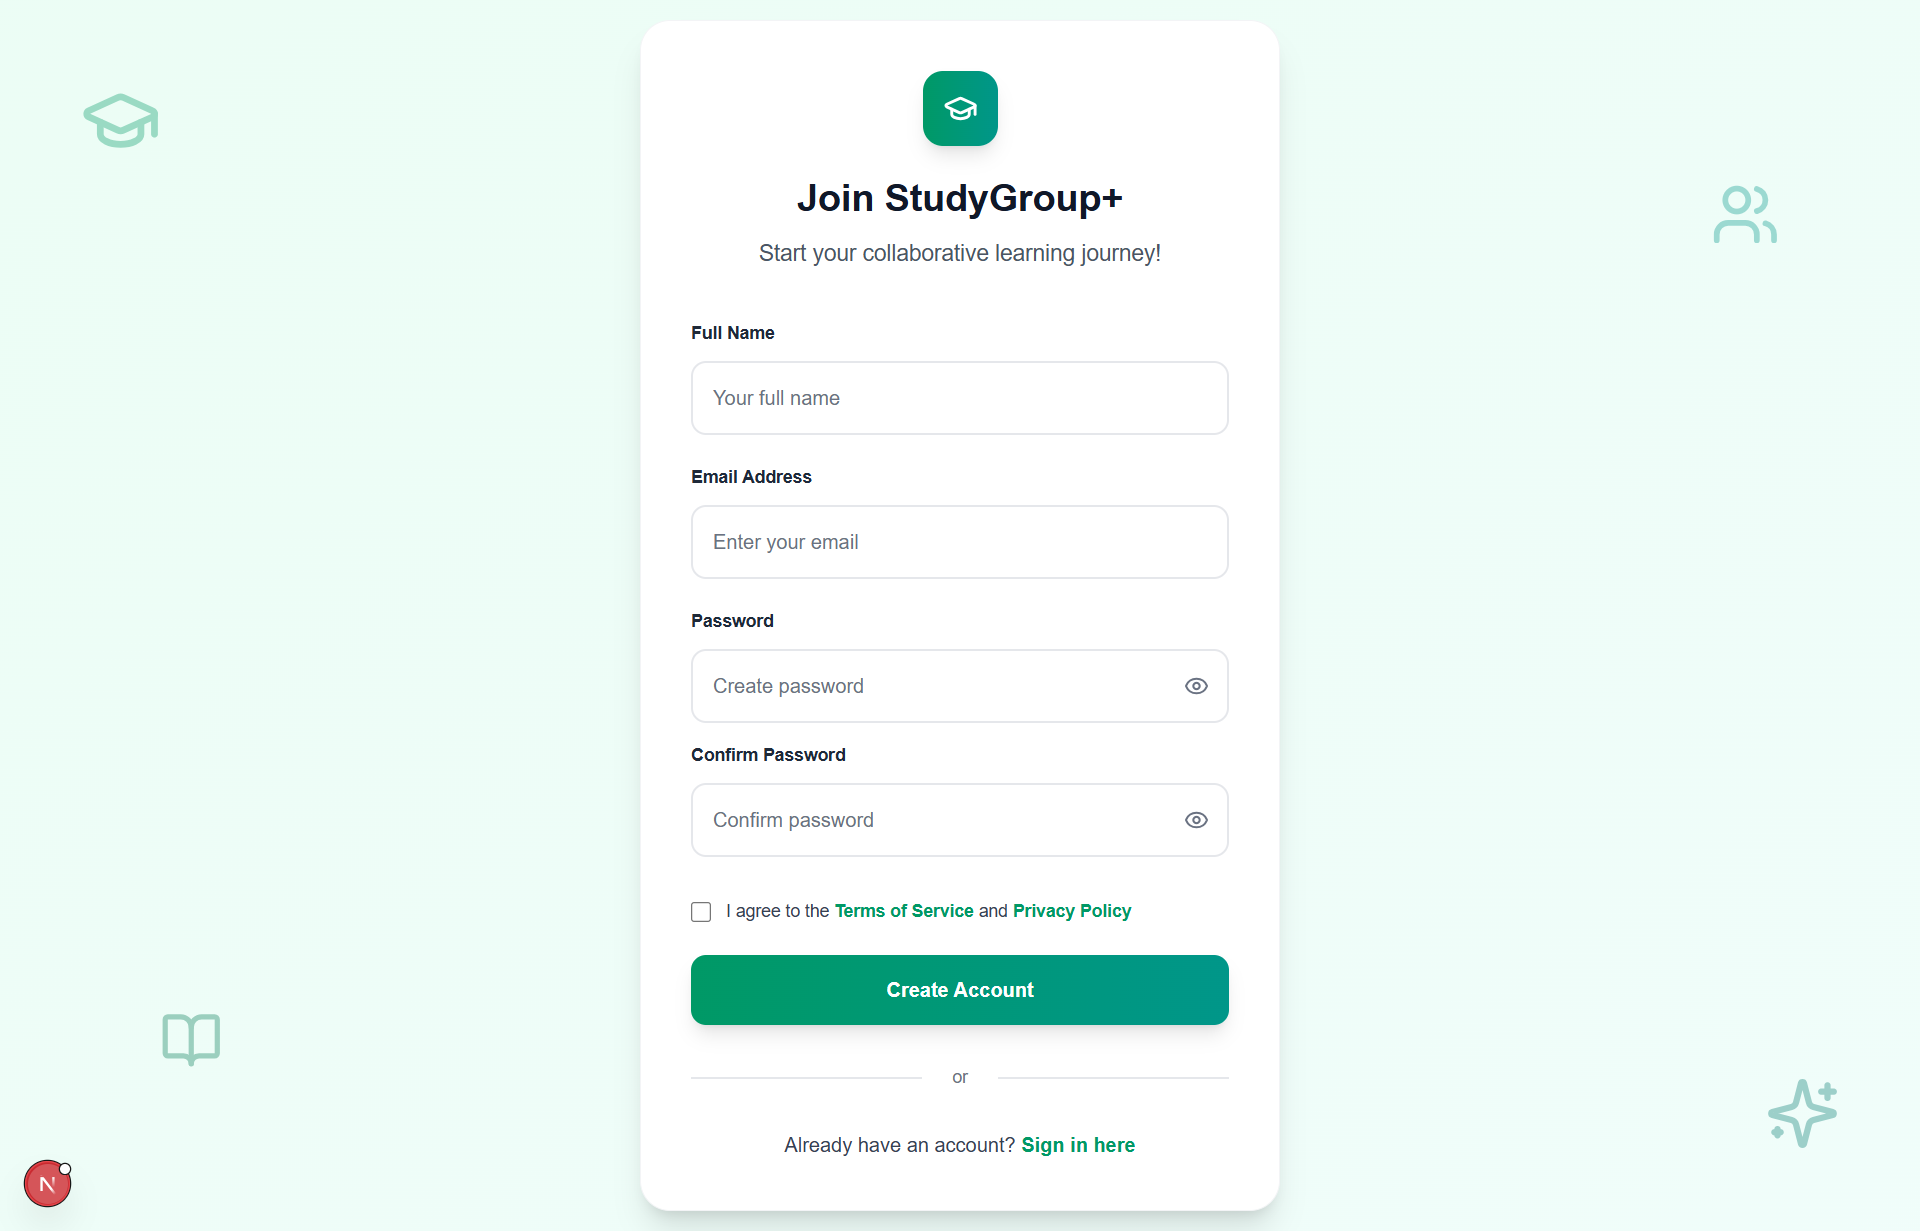 Join StudyGroup+
Start your collaborative learning journey!
Full Name
Your full name
Email Address
Enter your email
Password
Create password
Confirm Password
Confirm password
I agree to the Terms of Service and Privacy Policy
Create Account
or
Already have an account? Sign in here
N